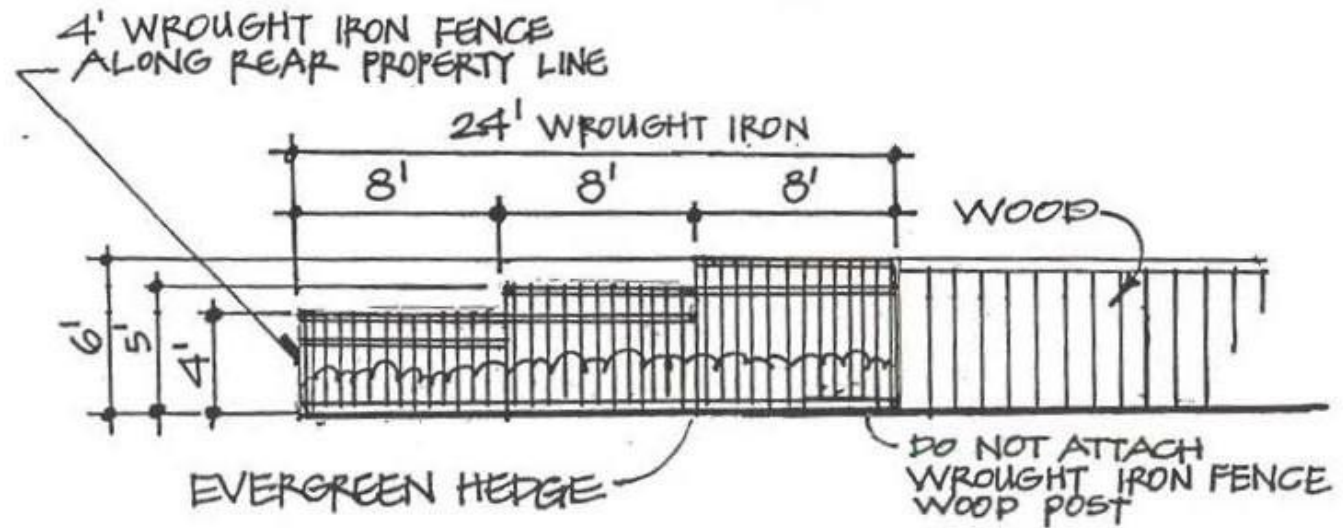 4' WROUGHT IRON FENCE
ALONG REAR PROPERTY LINE
24' WROUGHT IRON
8' 8' 8'
WOOD
6' 5' 4'
EVERGREEN HEDGE
DO NOT ATTACH
WROUGHT IRON FENCE
WOOD POST